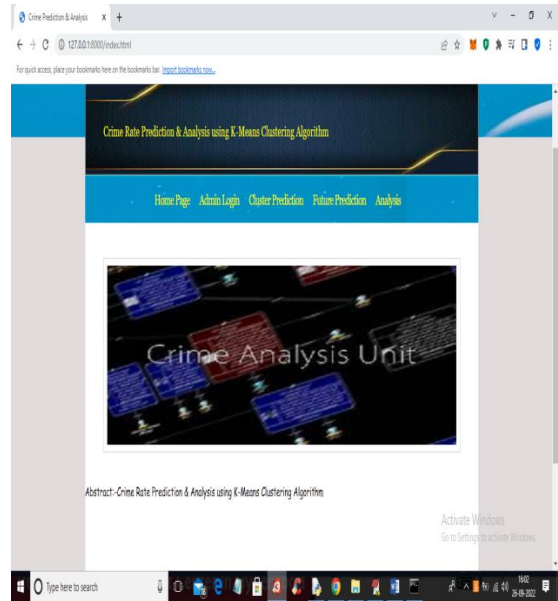 Crime Prediction & Analysis
127.0.0.1:8000/index.html
For quick access, place your bookmarks here on the bookmarks bar. Import bookmarks now...
Crime Rate Prediction & Analysis using K-Means Clustering Algorithm
Home Page Admin Login Cluster Prediction Future Prediction Analysis
Crime Analysis Unit
Abstract:-Crime Rate Prediction & Analysis using K-Means Clustering Algorithm
Activate Windows
Go to Settings to activate Windows.
Type here to search
16:02
25-09-2022